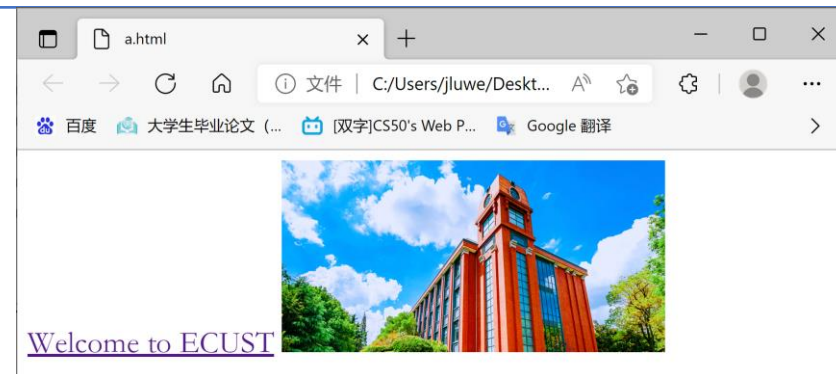 a.html
文件 | C:/Users/jluwe/Deskt... A
百度 大学生毕业论文 (... [双字]CS50's Web P... Google 翻译
Welcome to ECUST